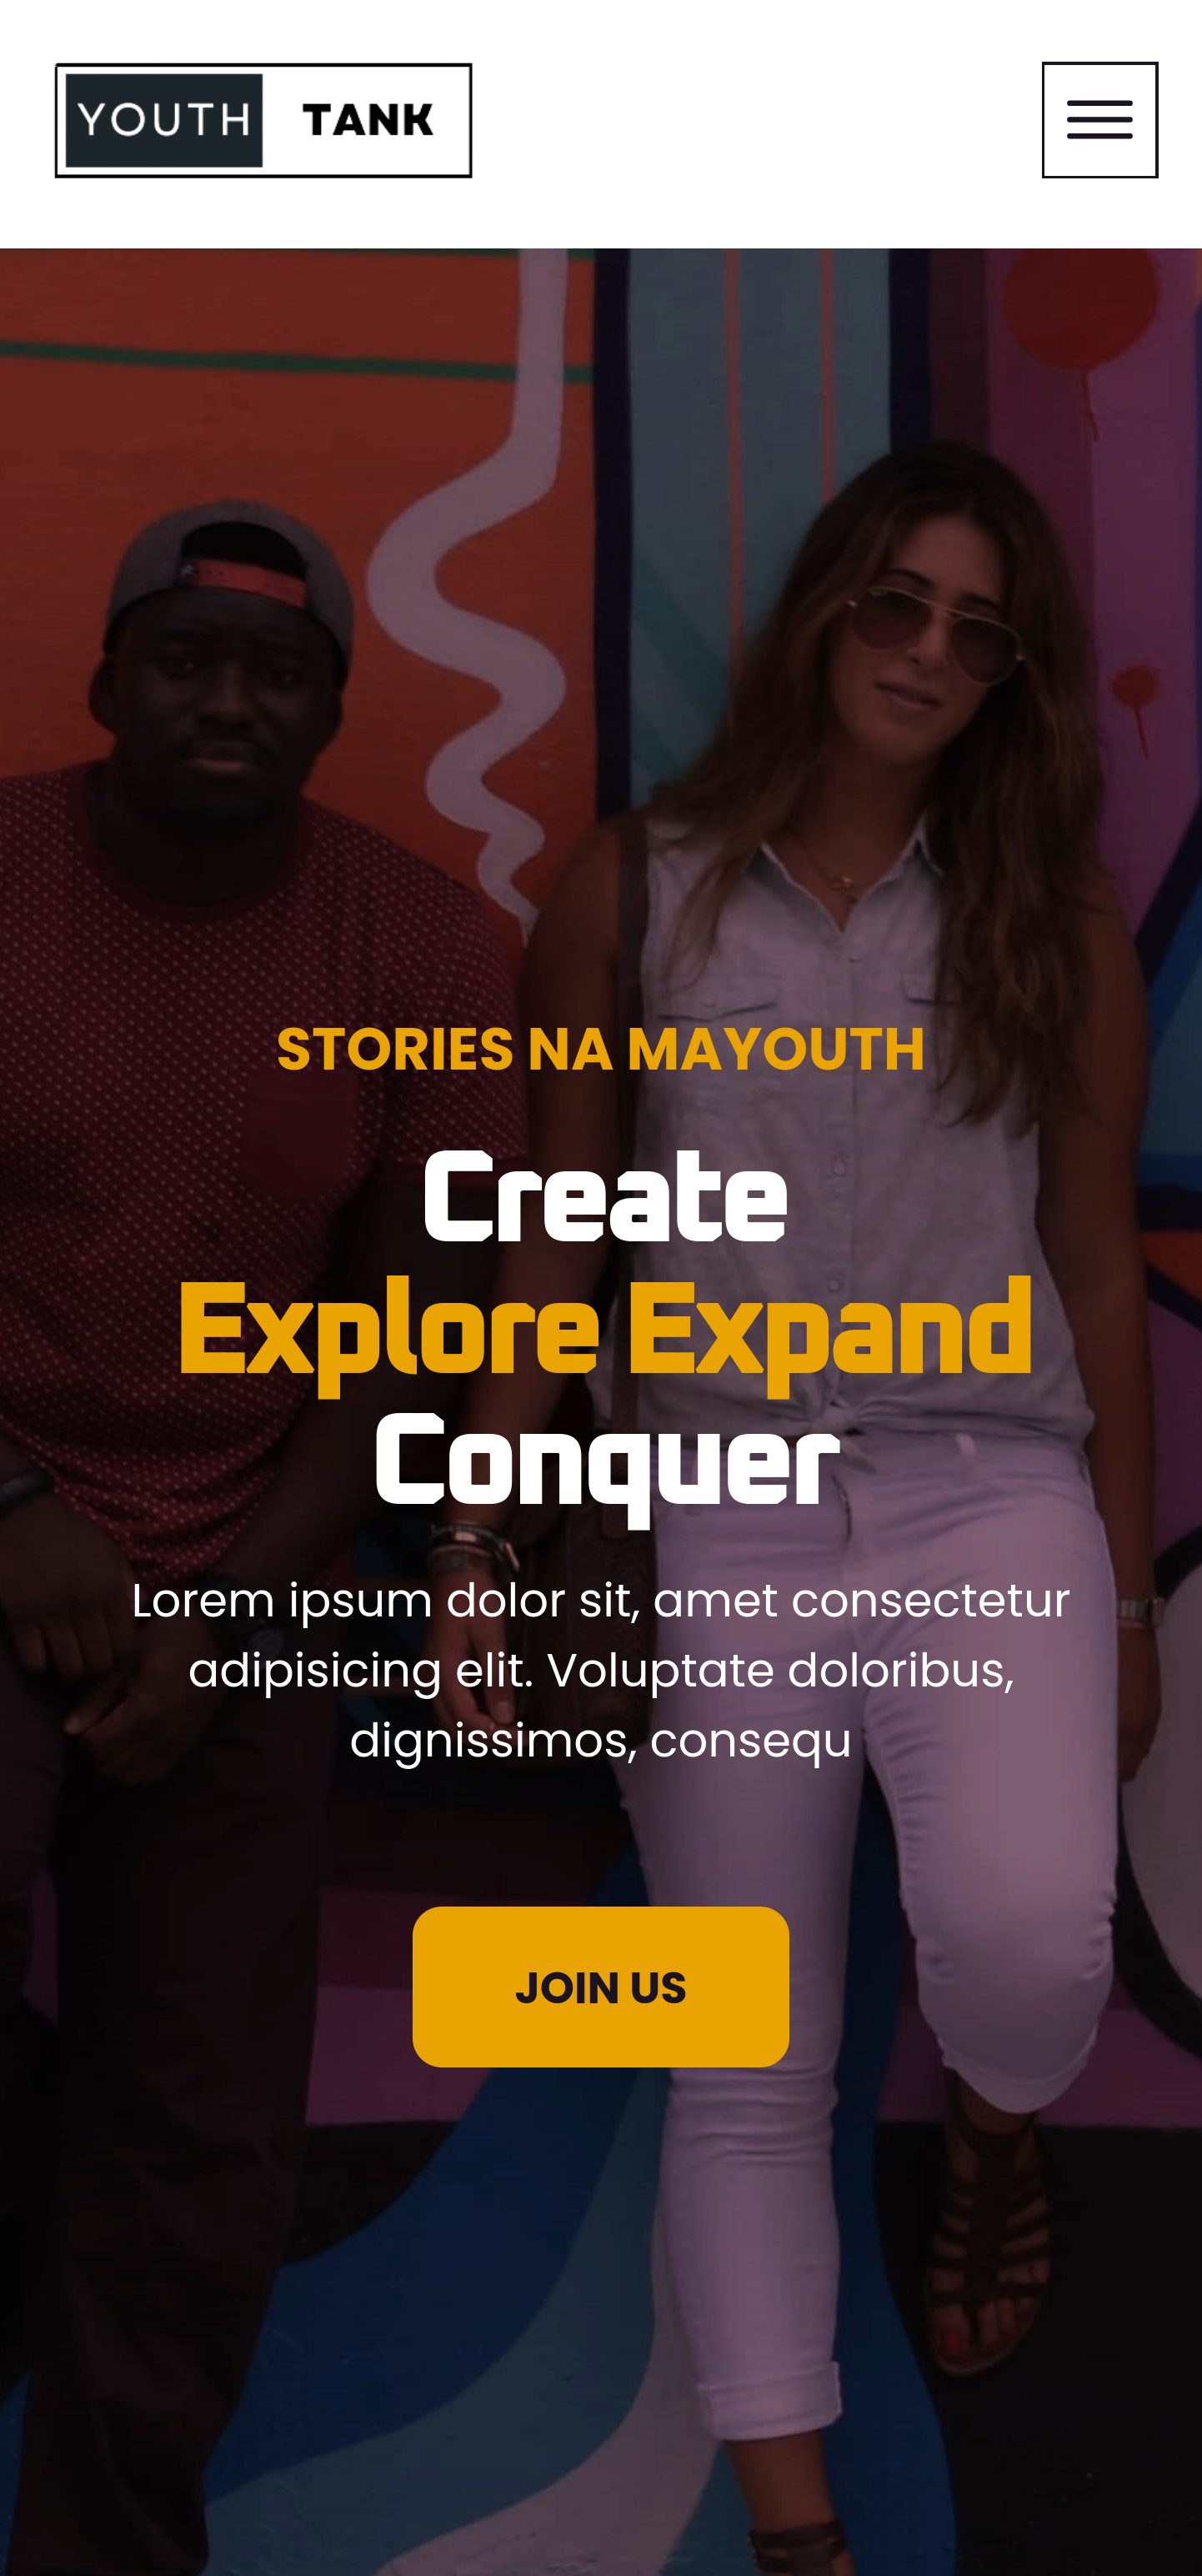 YOUTH TANK
STORIES NA MAYOUTH
Create
Explore Expand
Conquer
Lorem ipsum dolor sit, amet consectetur
adipisicing elit. Voluptate doloribus,
dignissimos, consequ
JOIN US